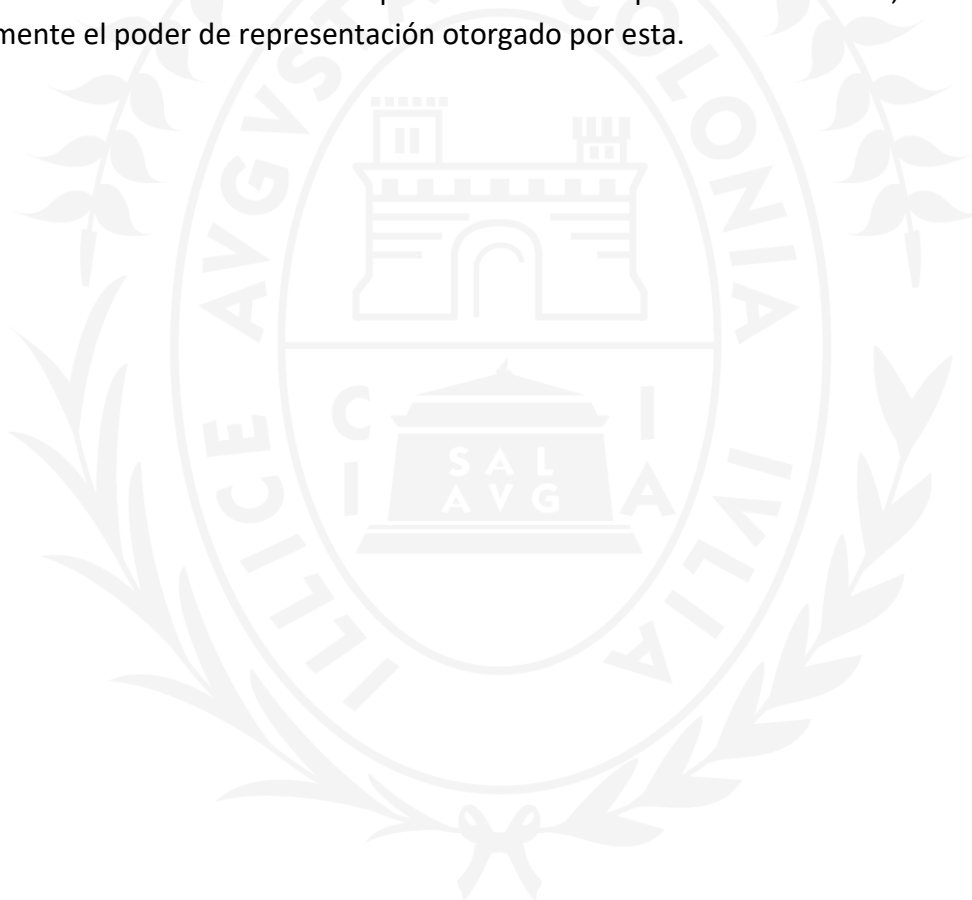 mente el poder de representación otorgado por esta.
AVGVSTA
COLONIA
IVLIA
ILLICE
C I
I A
SAL
AVG